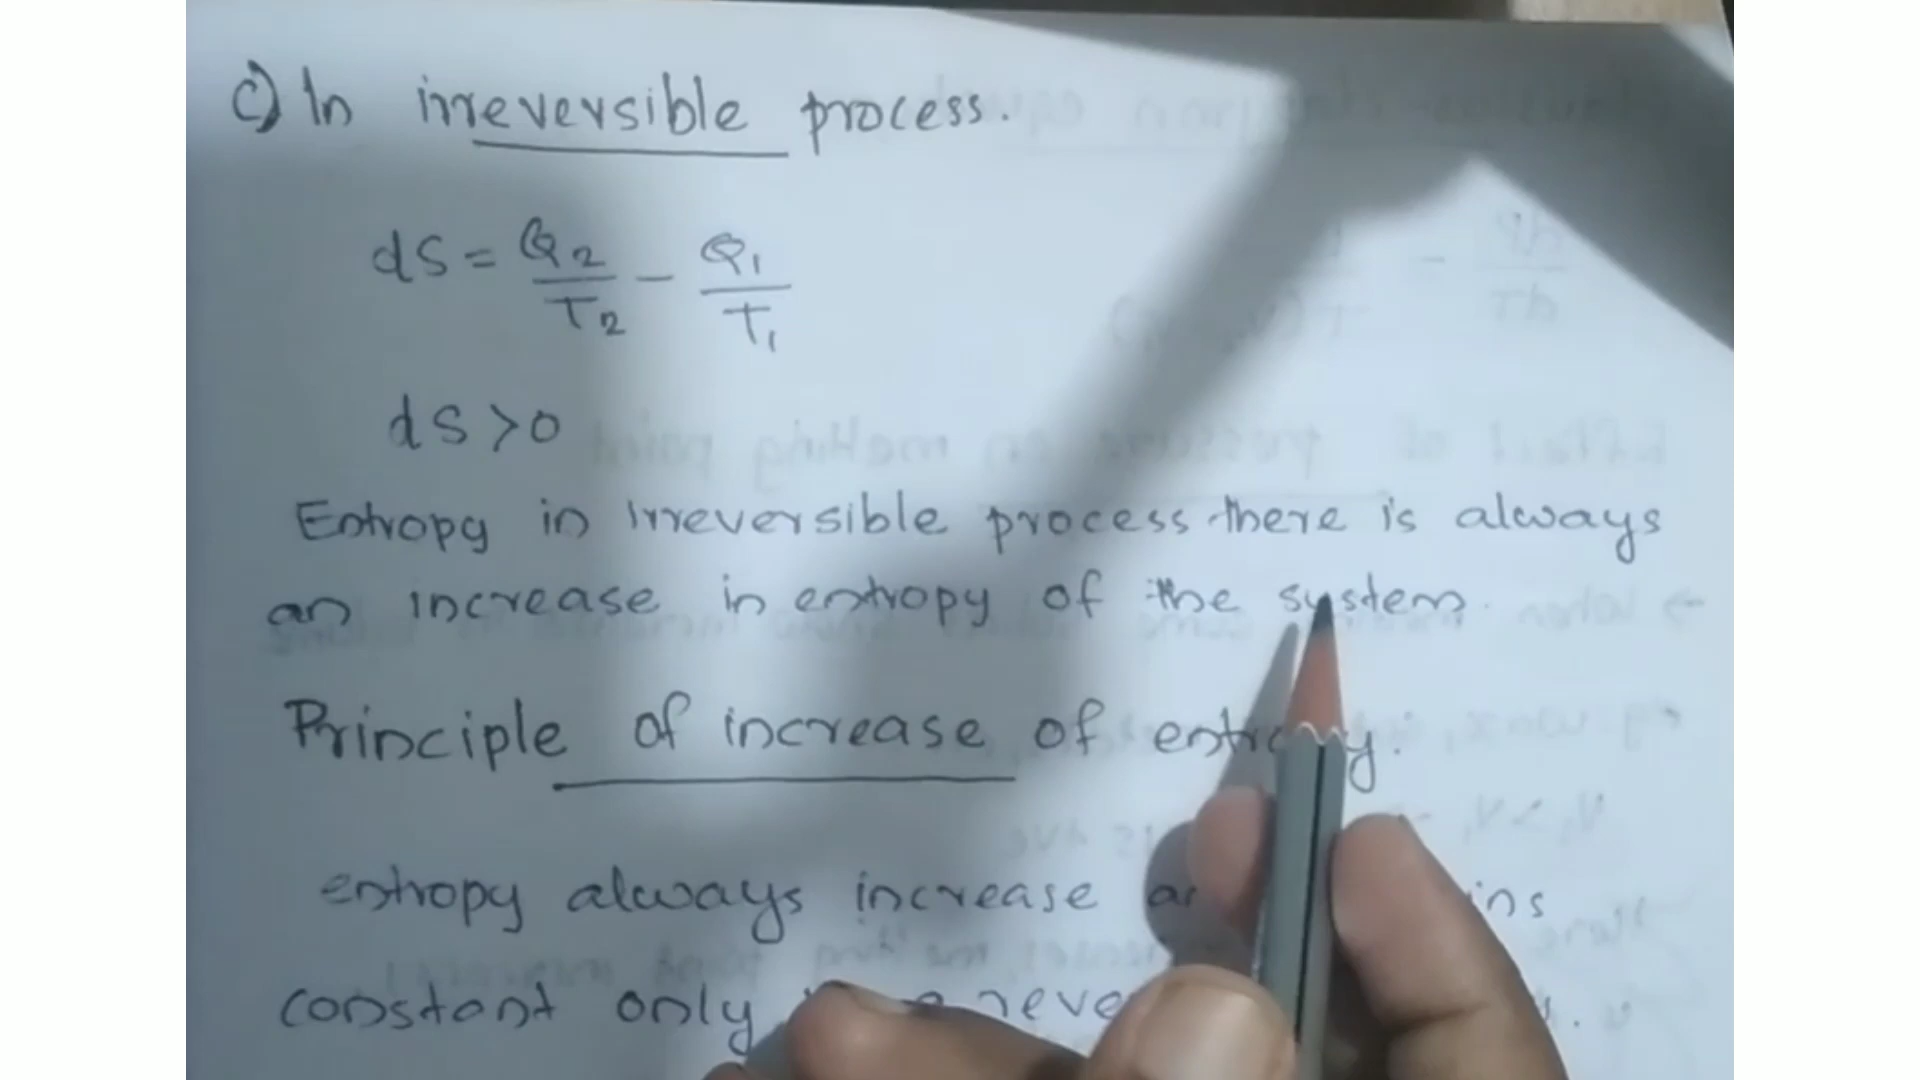 c) In irreversible process.
dS = Q2/T2 - Q1/T1
dS > 0
Entropy in irreversible process there is always
an increase in entropy of the system.
Principle of increase of
entropy always increase
constant only